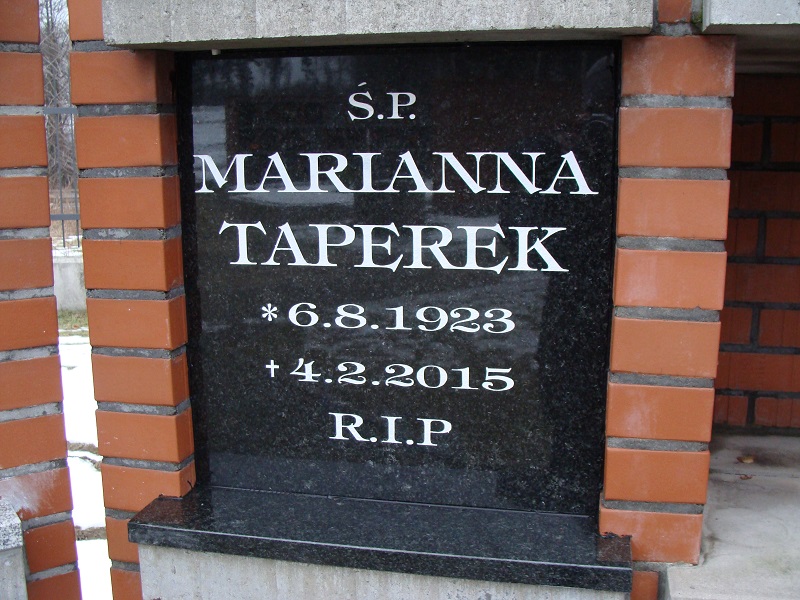 Ś.P.
MARIANNA
TAPEREK
* 6.8.1923
✝ 4.2.2015
R.I.P